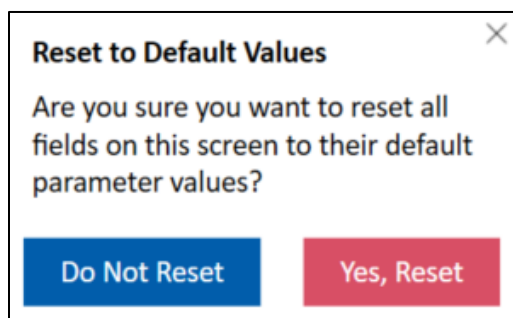 Reset to Default Values
Are you sure you want to reset all
fields on this screen to their default
parameter values?
Do Not Reset
Yes, Reset